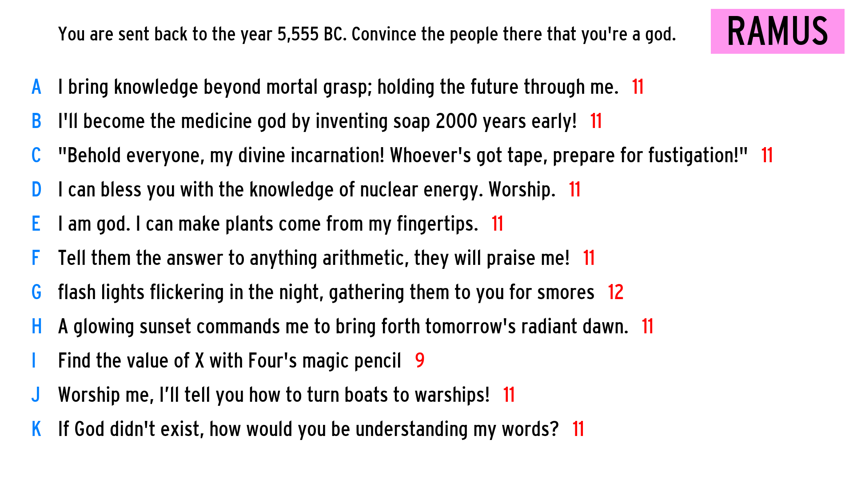 You are sent back to the year 5,555 BC. Convince the people there that you're a god.
RAMUS
A I bring knowledge beyond mortal grasp; holding the future through me. 11
B I'll become the medicine god by inventing soap 2000 years early! 11
C "Behold everyone, my divine incarnation! Whoever's got tape, prepare for fustigation!" 11
D I can bless you with the knowledge of nuclear energy. Worship. 11
E I am god. I can make plants come from my fingertips. 11
F Tell them the answer to anything arithmetic, they will praise me! 11
G flash lights flickering in the night, gathering them to you for smores 12
H A glowing sunset commands me to bring forth tomorrow's radiant dawn. 11
I Find the value of X with Four's magic pencil 9
J Worship me, I’ll tell you how to turn boats to warships! 11
K If God didn't exist, how would you be understanding my words? 11